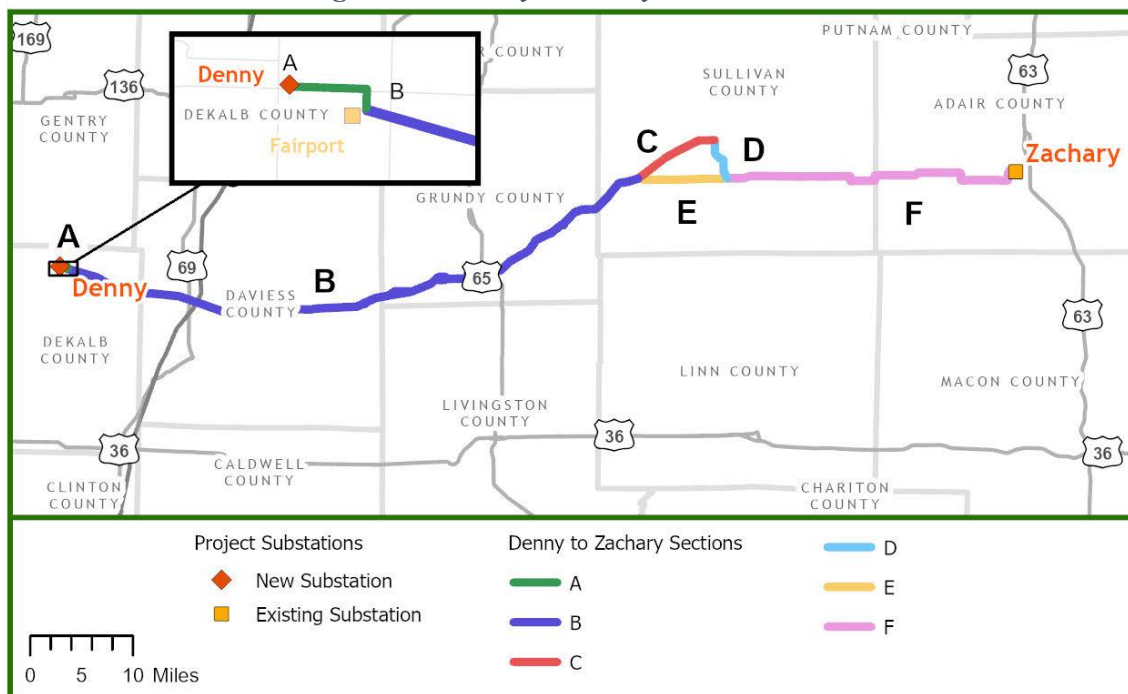 169
136
GENTRY
COUNTY
A
Denny
B
DEKALB COUNTY
Fairport
COUNTY
PUTNAM COUNTY
63
SULLIVAN
COUNTY
ADAIR COUNTY
Zachary
C
D
E
F
GRUNDY COUNTY
A
Denny
69
B
65
DAVIESS
COUNTY
63
DEKALB
COUNTY
LINN COUNTY
MACON COUNTY
LIVINGSTON
COUNTY
36
36
36
CALDWELL
COUNTY
CLINTON
COUNTY
CHARITON
COUNTY
Project Substations
New Substation
Existing Substation
Denny to Zachary Sections
A
B
C
D
E
F
0 5 10 Miles